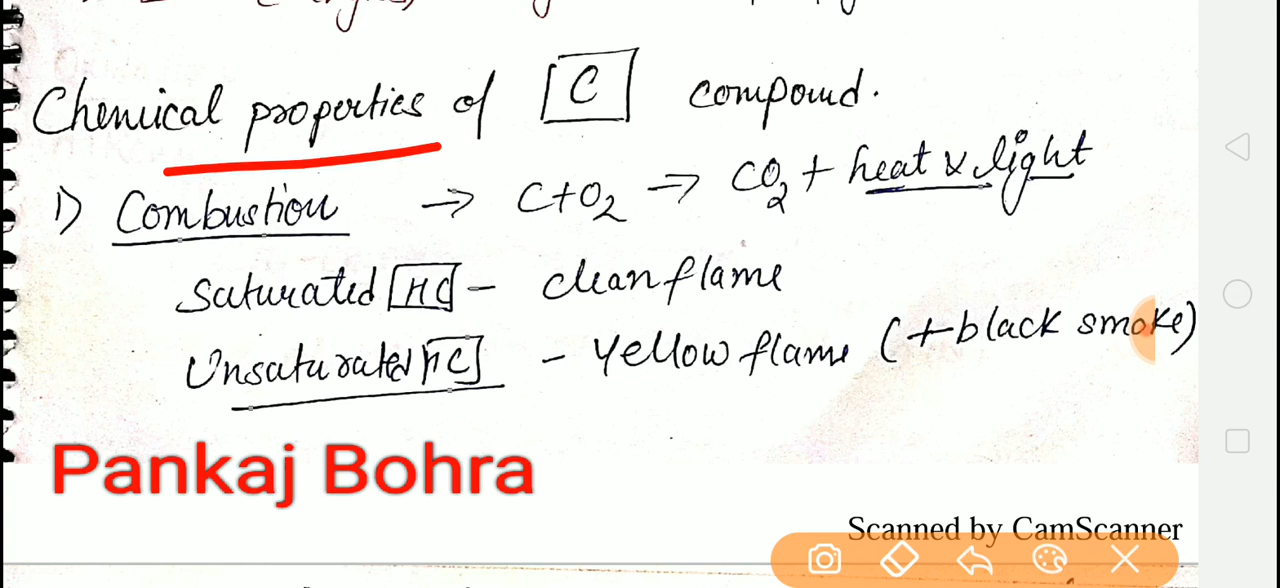 Chemical properties of C compound.
1) Combustion → C+O2 → CO2 + heat & light
Saturated HC - clean flame
Unsaturated HC - Yellow flame (+black smoke)
Pankaj Bohra
Scanned by CamScanner